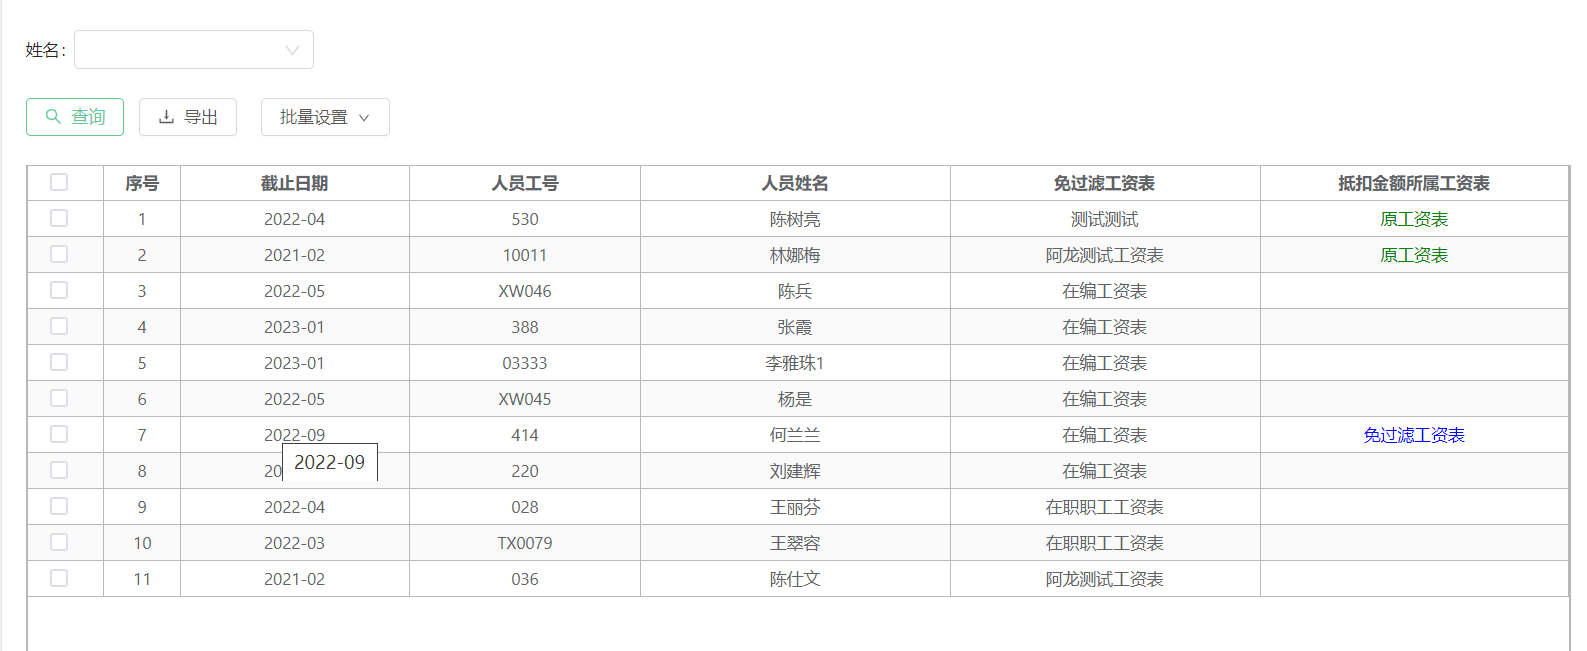 姓名:
查询 导出 批量设置
序号 截止日期 人员工号 人员姓名 免过滤工资表 抵扣金额所属工资表
1 2022-04 530 陈树亮 测试测试 原工资表
2 2021-02 10011 林娜梅 阿龙测试工资表 原工资表
3 2022-05 XW046 陈兵 在编工资表
4 2023-01 388 张霞 在编工资表
5 2023-01 03333 李雅珠1 在编工资表
6 2022-05 XW045 杨是 在编工资表
7 2022-09 414 何兰兰 在编工资表 免过滤工资表
2022-09
8 20 220 刘建辉 在编工资表
9 2022-04 028 王丽芬 在职职工工资表
10 2022-03 TX0079 王翠容 在职职工工资表
11 2021-02 036 陈仕文 阿龙测试工资表